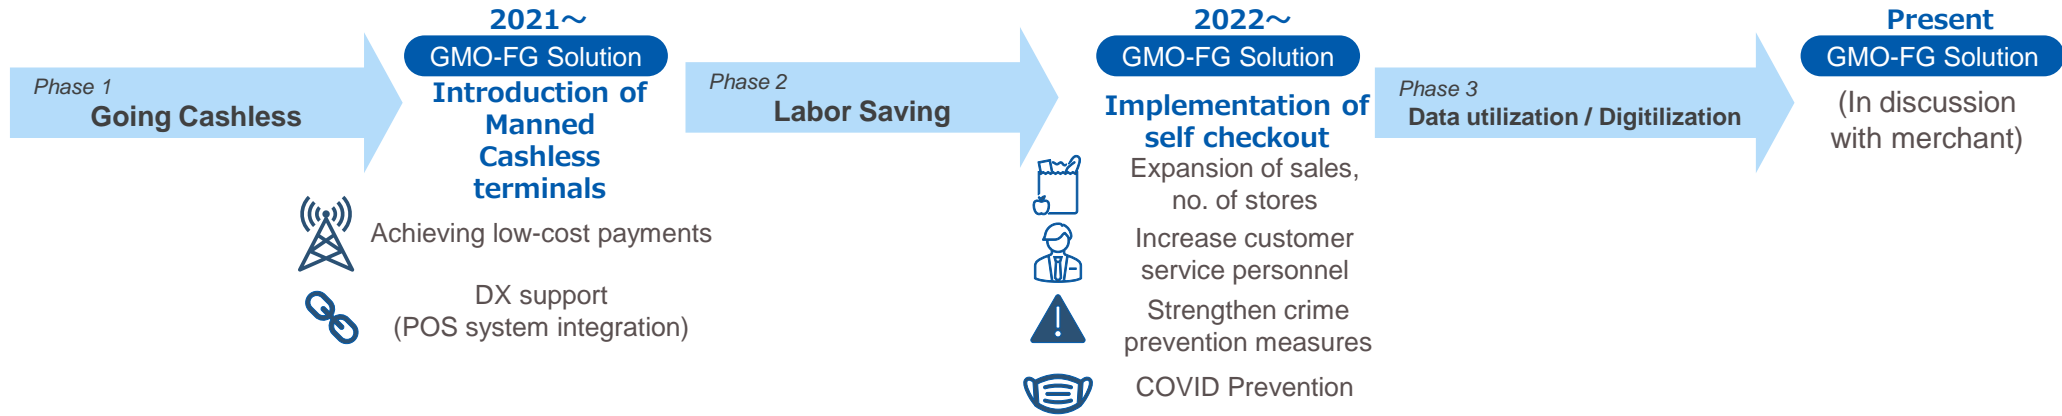 Phase 1
Going Cashless
2021～
GMO-FG Solution
Introduction of
Manned
Cashless
terminals
Achieving low-cost payments
DX support
(POS system integration)
Phase 2
Labor Saving
2022～
GMO-FG Solution
Implementation of
self checkout
Expansion of sales,
no. of stores
Increase customer
service personnel
Strengthen crime
prevention measures
COVID Prevention
Phase 3
Data utilization / Digitilization
Present
GMO-FG Solution
(In discussion
with merchant)